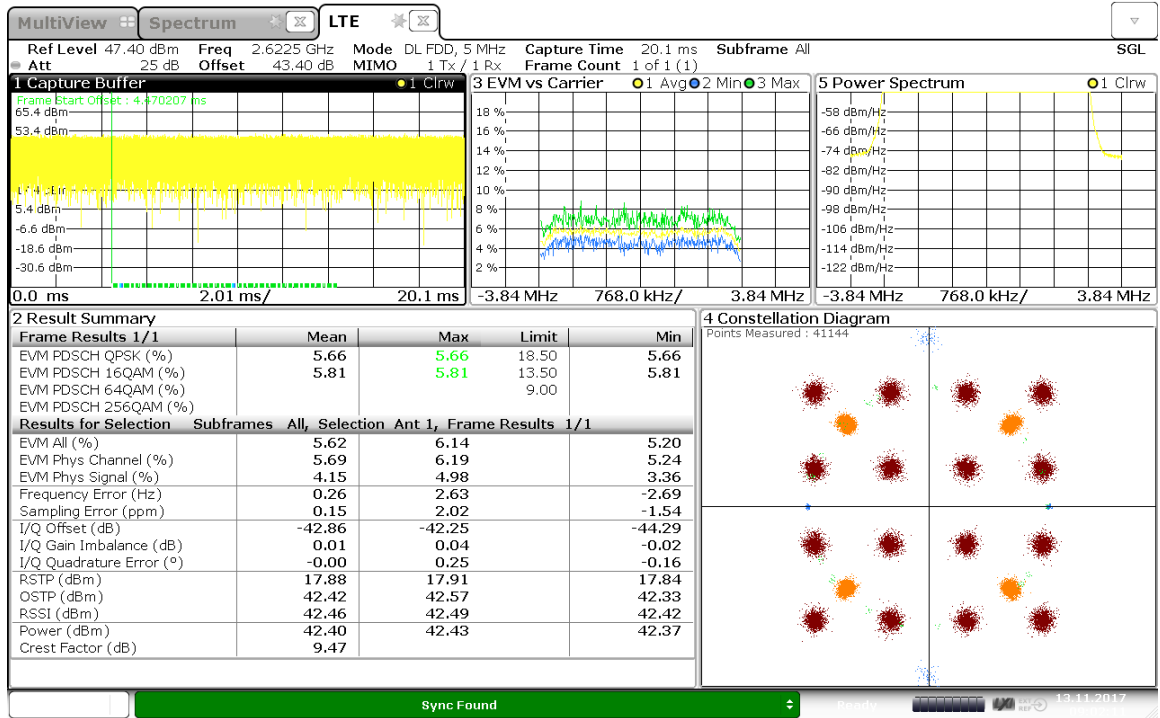 MultiView Spectrum LTE
Ref Level 47.40 dBm Freq 2.6225 GHz Mode DL FDD, 5 MHz Capture Time 20.1 ms Subframe All SGL
Att 25 dB Offset 43.40 dB MIMO 1 Tx / 1 Rx Frame Count 1 of 1 (1)
1 Capture Buffer 1 Clrw
Frame Start Offset : 4.470207 ms
65.4 dBm
53.4 dBm
5.4 dBm
-6.6 dBm
-18.6 dBm
-30.6 dBm
0.0 ms 2.01 ms/ 20.1 ms
3 EVM vs Carrier 1 Avg 2 Min 3 Max
18 %
16 %
14 %
12 %
10 %
8 %
6 %
4 %
2 %
-3.84 MHz 768.0 kHz/ 3.84 MHz
5 Power Spectrum 1 Clrw
-58 dBm/Hz
-66 dBm/Hz
-74 dBm/Hz
-82 dBm/Hz
-90 dBm/Hz
-98 dBm/Hz
-106 dBm/Hz
-114 dBm/Hz
-122 dBm/Hz
-3.84 MHz 768.0 kHz/ 3.84 MHz
2 Result Summary
Frame Results 1/1 Mean Max Limit Min
EVM PDSCH QPSK (%) 5.66 5.66 18.50 5.66
EVM PDSCH 16QAM (%) 5.81 5.81 13.50 5.81
EVM PDSCH 64QAM (%) 9.00
EVM PDSCH 256QAM (%)
Results for Selection Subframes All, Selection Ant 1, Frame Results 1/1
EVM All (%) 5.62 6.14 5.20
EVM Phys Channel (%) 5.69 6.19 5.24
EVM Phys Signal (%) 4.15 4.98 3.36
Frequency Error (Hz) 0.26 2.63 -2.69
Sampling Error (ppm) 0.15 2.02 -1.54
I/Q Offset (dB) -42.86 -42.25 -44.29
I/Q Gain Imbalance (dB) 0.01 0.04 -0.02
I/Q Quadrature Error (°) -0.00 0.25 -0.16
RSTP (dBm) 17.88 17.91 17.84
OSTP (dBm) 42.42 42.57 42.33
RSSI (dBm) 42.46 42.49 42.42
Power (dBm) 42.40 42.43 42.37
Crest Factor (dB) 9.47
4 Constellation Diagram
Points Measured : 41144
Sync Found
Ready
13.11.2017